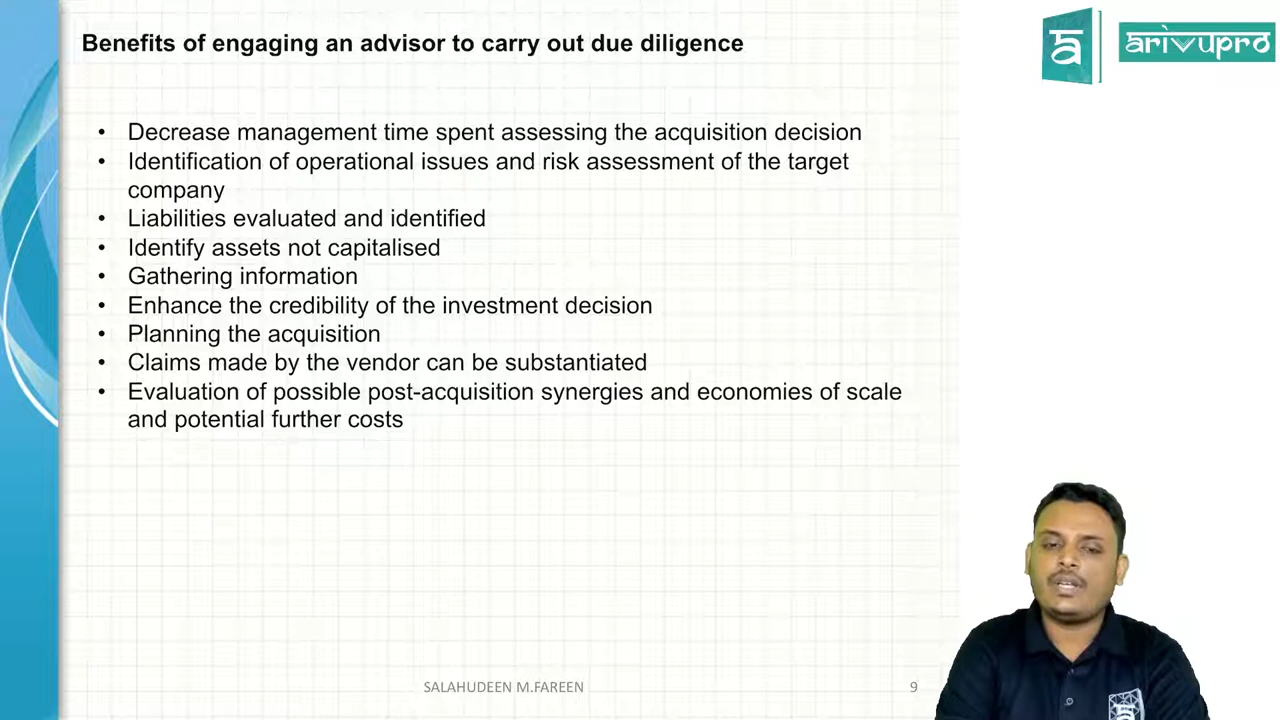 Benefits of engaging an advisor to carry out due diligence
arivupro
• Decrease management time spent assessing the acquisition decision
• Identification of operational issues and risk assessment of the target
company
• Liabilities evaluated and identified
• Identify assets not capitalised
• Gathering information
• Enhance the credibility of the investment decision
• Planning the acquisition
• Claims made by the vendor can be substantiated
• Evaluation of possible post-acquisition synergies and economies of scale
and potential further costs
SALAHUDEEN M.FAREEN
9